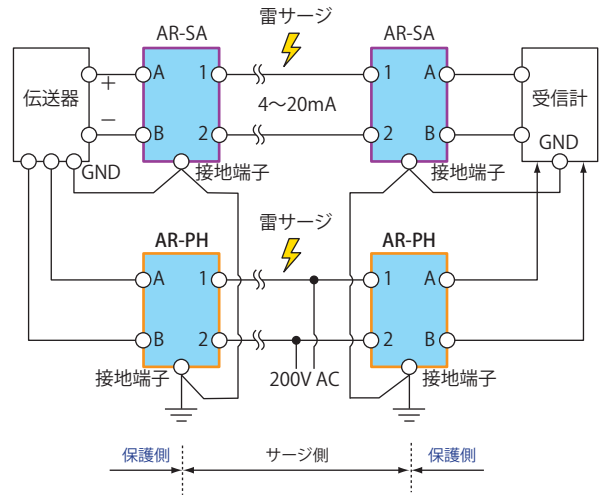 雷サージ
AR-SA
AR-SA
伝送器
+
−
A
1
B
2
4〜20mA
1
A
2
B
受信計
GND
GND
接地端子
接地端子
雷サージ
AR-PH
AR-PH
A
1
B
2
1
A
2
B
接地端子
200V AC
接地端子
保護側
サージ側
保護側